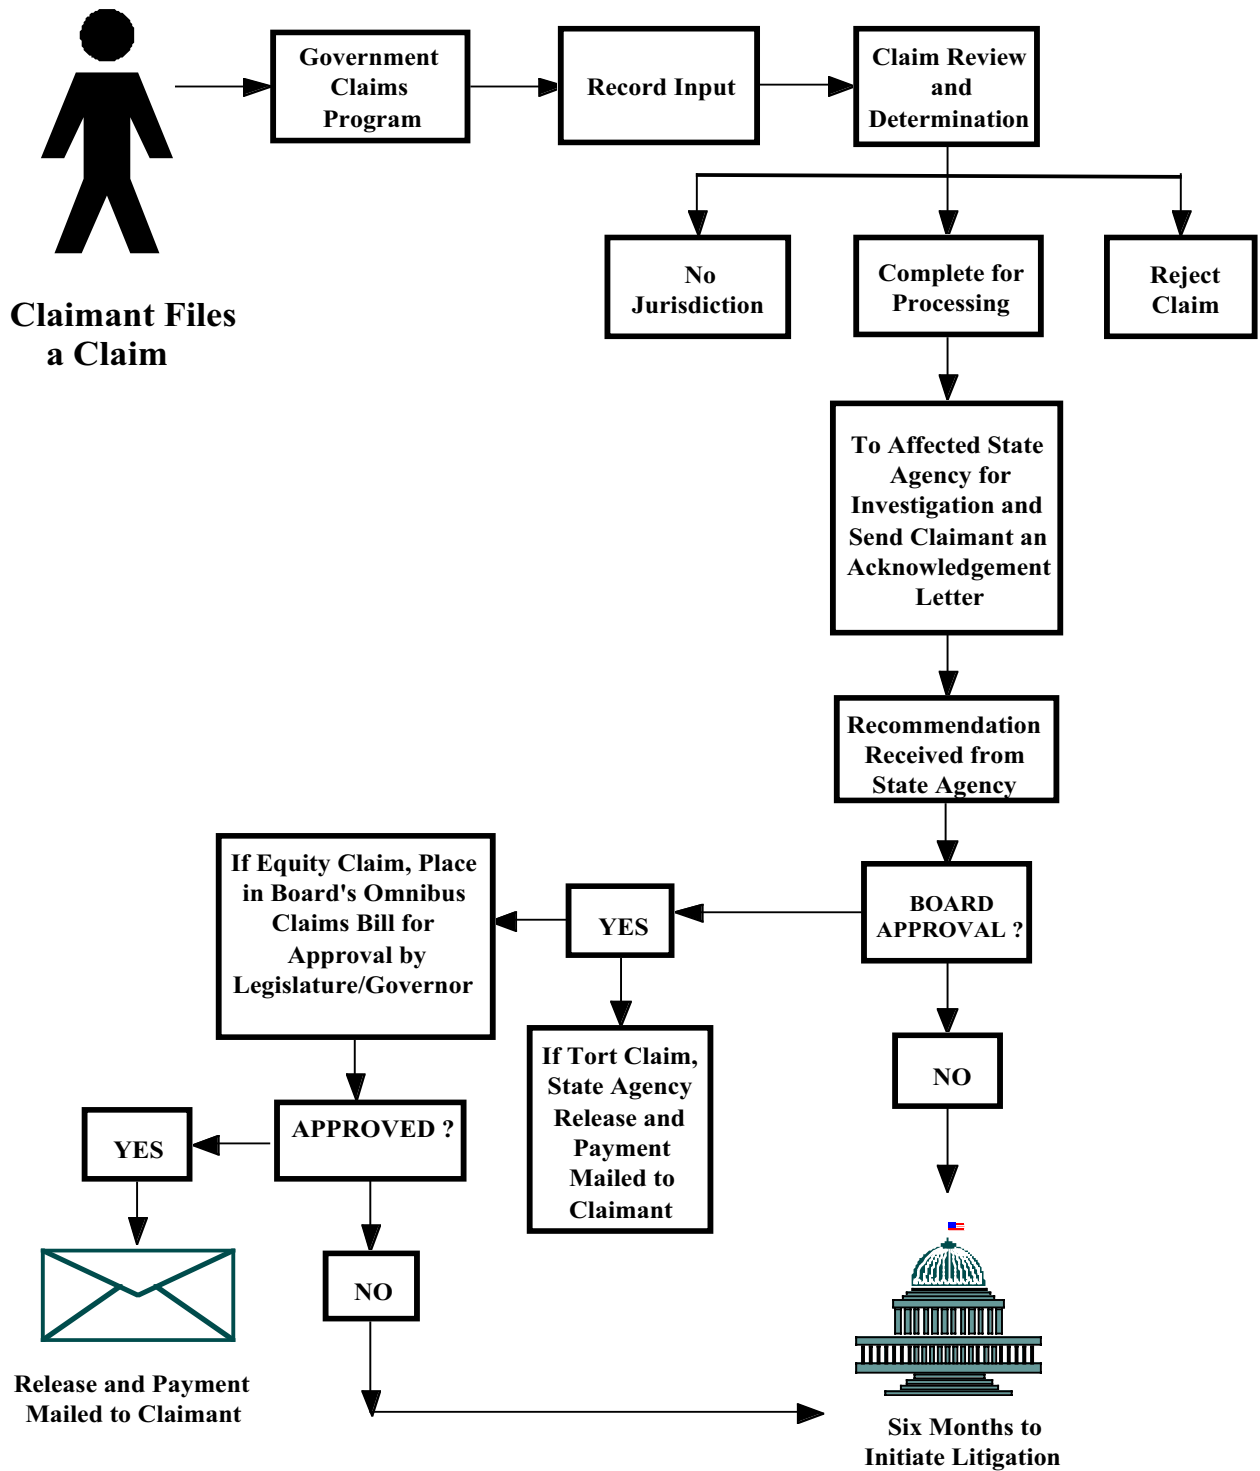 Claimant Files
a Claim
Government
Claims
Program
Record Input
Claim Review
and
Determination
No
Jurisdiction
Complete for
Processing
Reject
Claim
To Affected State
Agency for
Investigation and
Send Claimant an
Acknowledgement
Letter
Recommendation
Received from
State Agency
BOARD
APPROVAL ?
YES
NO
If Equity Claim, Place
in Board's Omnibus
Claims Bill for
Approval by
Legislature/Governor
If Tort Claim,
State Agency
Release and
Payment
Mailed to
Claimant
APPROVED ?
YES
NO
Release and Payment
Mailed to Claimant
Six Months to
Initiate Litigation